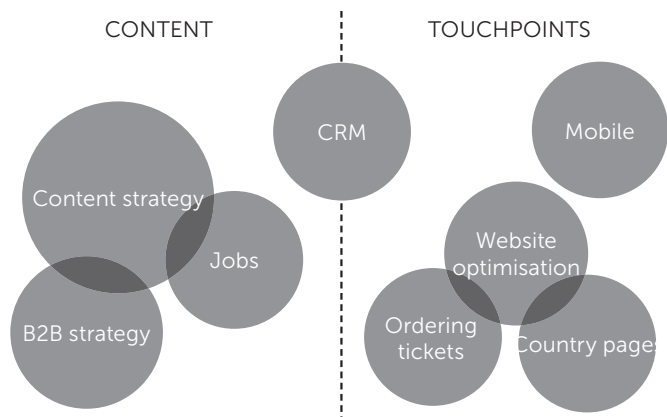 CONTENT
TOUCHPOINTS
CRM
Mobile
Content strategy
Jobs
B2B strategy
Website
optimisation
Ordering
tickets
Country pages